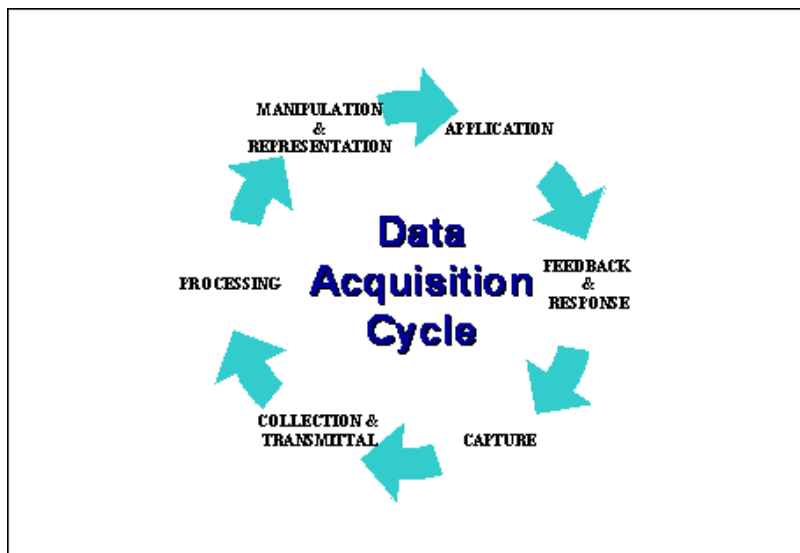 MANIPULATION
&
REPRESENTATION
APPLICATION
FEEDBACK
&
RESPONSE
CAPTURE
COLLECTION &
TRANSMITTAL
PROCESSING
Data
Acquisition
Cycle